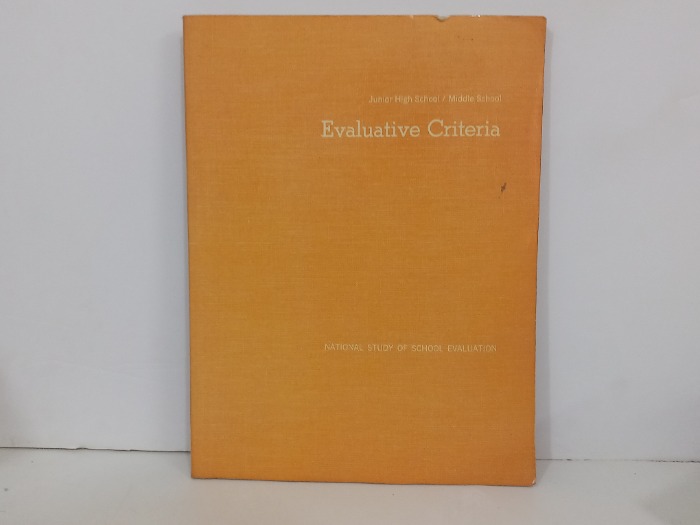 Junior High School / Middle School
Evaluative Criteria
NATIONAL STUDY OF SCHOOL EVALUATION